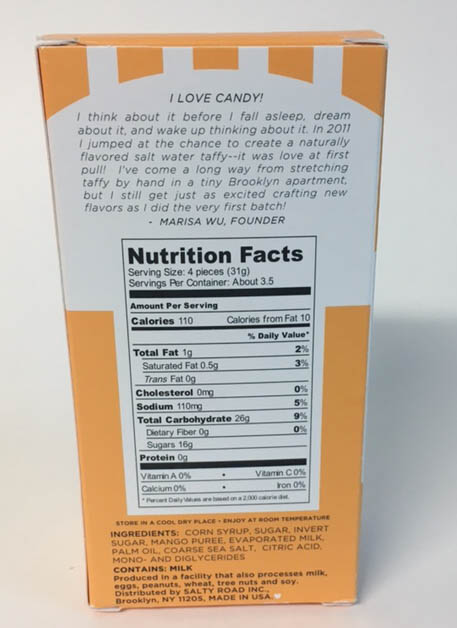 I LOVE CANDY!
I think about it before I fall asleep, dream
about it, and wake up thinking about it. In 2011
I jumped at the chance to create a naturally
flavored salt water taffy--it was love at first
pull! I've come a long way from stretching
taffy by hand in a tiny Brooklyn apartment,
but I still get just as excited crafting new
flavors as I did the very first batch!
- MARISA WU, FOUNDER
Nutrition Facts
Serving Size: 4 pieces (31g)
Servings Per Container: About 3.5
Amount Per Serving
Calories 110 Calories from Fat 10
% Daily Value*
Total Fat 1g 2%
Saturated Fat 0.5g 3%
Trans Fat 0g
Cholesterol 0mg 0%
Sodium 110mg 5%
Total Carbohydrate 26g 9%
Dietary Fiber 0g 0%
Sugars 16g
Protein 0g
Vitamin A 0% • Vitamin C 0%
Calcium 0% • Iron 0%
* Percent Daily Values are based on a 2,000 calorie diet.
STORE IN A COOL DRY PLACE • ENJOY AT ROOM TEMPERATURE
INGREDIENTS: CORN SYRUP, SUGAR, INVERT
SUGAR, MANGO PUREE, EVAPORATED MILK,
PALM OIL, COARSE SEA SALT, CITRIC ACID,
MONO- AND DIGLYCERIDES
CONTAINS: MILK
Produced in a facility that also processes milk,
eggs, peanuts, wheat, tree nuts and soy.
Distributed by SALTY ROAD INC.,
Brooklyn, NY 11205, MADE IN USA.